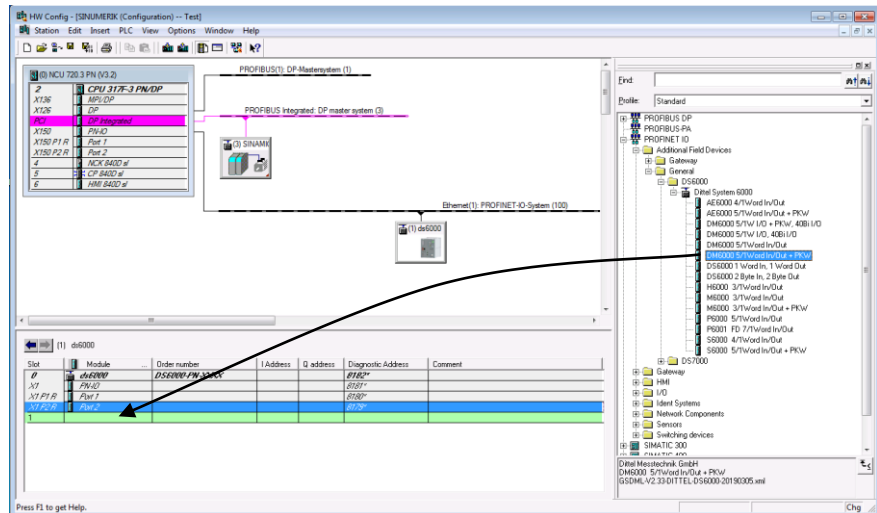 HW Config - [SINUMERIK (Configuration) -- Test]
Station Edit Insert PLC View Options Window Help
(0) NCU 720.3 PN (V3.2)
2 CPU 317F-3 PN/DP
X136 MPI/DP
X126 DP
PCI DP Integrated
X150 PN-IO
X150 P1 R Port 1
X150 P2 R Port 2
4 NCK 840D sl
5 CP 840D sl
6 HMI 840D sl
PROFIBUS(1): DP-Mastersystem (1)
PROFIBUS Integrated: DP master system (3)
(3) SINAMI
Ethernet(1): PROFINET-IO-System (100)
(1) ds6000
Find:
Profile: Standard
PROFIBUS DP
PROFIBUS-PA
PROFINET IO
Additional Field Devices
Gateway
General
DS6000
Dittel System 6000
AE6000 4/1Word In/Out
AE6000 5/1Word In/Out + PKW
DM6000 5/1W I/O + PKW, 40Bi I/O
DM6000 5/1W I/O, 40Bi I/O
DM6000 5/1Word In/Out
DM6000 5/1Word In/Out + PKW
DS6000 1 Word In, 1 Word Out
DS6000 2 Byte In, 2 Byte Out
H6000 3/1Word In/Out
M6000 3/1Word In/Out
M6000 3/1Word In/Out + PKW
P6000 5/1Word In/Out
P6001 FD 7/1Word In/Out
S6000 4/1Word In/Out
S6000 5/1Word In/Out + PKW
DS7000
Gateway
HMI
I/O
Ident Systems
Network Components
Sensors
Switching devices
SIMATIC 300
SIMATIC 400
(1) ds6000
Slot Module ... Order number I Address Q address Diagnostic Address Comment
0 ds6000 8182*
X1 PN-IO 8181*
X1 P1 R Port 1 8180*
X1 P2 R Port 2 8179*
1
Dittel Messtechnik GmbH
DM6000 5/1Word In/Out + PKW
GSDML-V2.33-DITTEL-DS6000-20190305.xml
Press F1 to get Help.
Chg